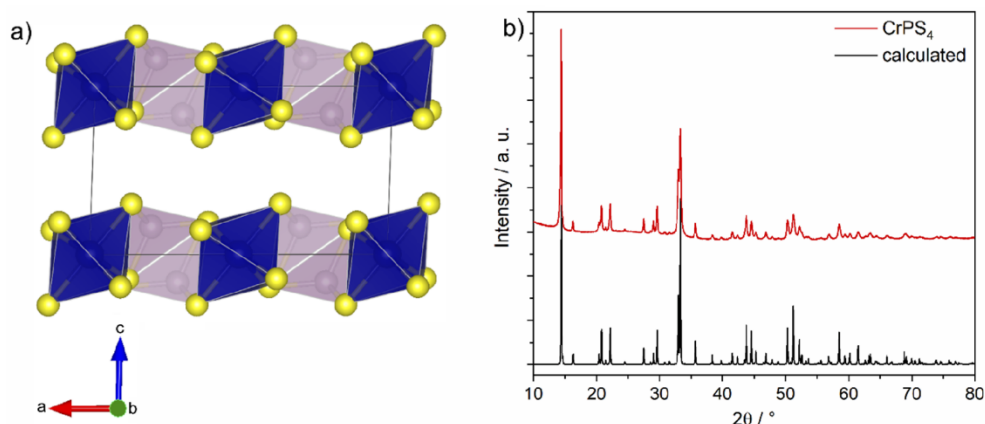 a)
c
a
b
b)
CrPS₄
calculated
Intensity / a. u.
10 20 30 40 50 60 70 80
2θ / °